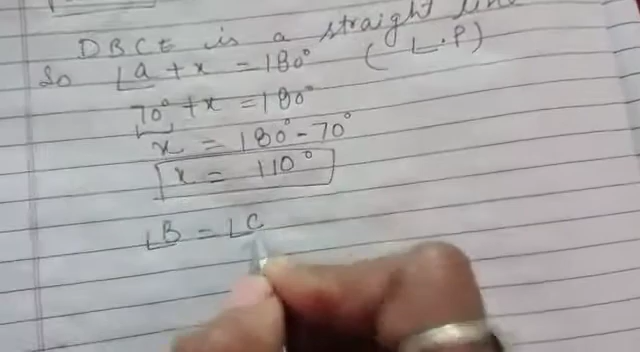 DBCE is a straight line
So ∠a + x = 180° (L.P)
70° + x = 180°
x = 180° - 70°
x = 110°
∠B = ∠C